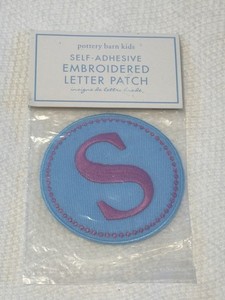 pottery barn kids
SELF-ADHESIVE
EMBROIDERED
LETTER PATCH
S